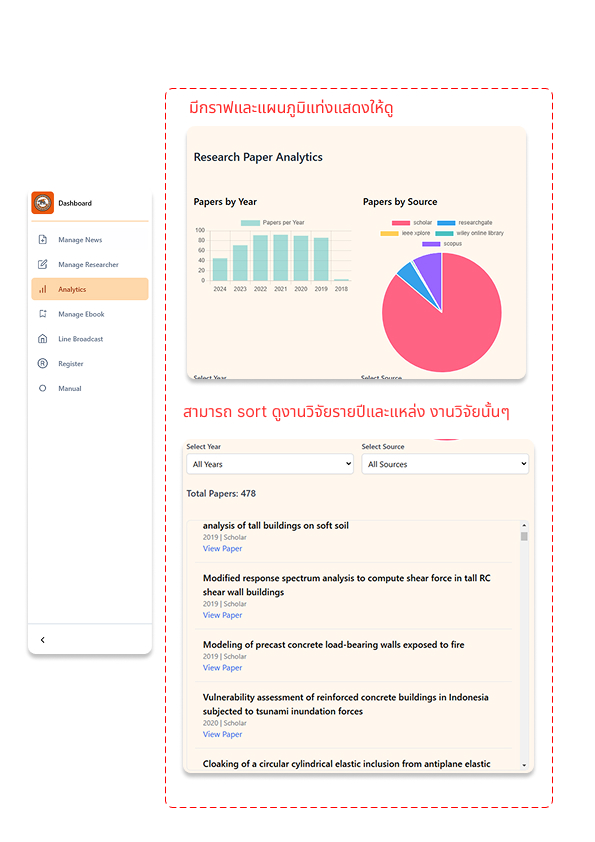 มีกราฟและแผนภูมิแท่งแสดงให้ดู
Dashboard
Manage News
Manage Researcher
Analytics
Manage Ebook
Line Broadcast
R
Register
Manual
Research Paper Analytics
Papers by Year
Papers per Year
100
80
60
40
20
0
2024 2023 2022 2021 2020 2019 2018
Papers by Source
scholar researchgate
ieee xplore wiley online library
scopus
Select Year Select Source
สามารถ sort ดูงานวิจัยรายปีและแหล่ง งานวิจัยนั้นๆ
Select Year Select Source
All Years All Sources
Total Papers: 478
analysis of tall buildings on soft soil
2019 | Scholar
View Paper
Modified response spectrum analysis to compute shear force in tall RC
shear wall buildings
2019 | Scholar
View Paper
Modeling of precast concrete load-bearing walls exposed to fire
2019 | Scholar
View Paper
Vulnerability assessment of reinforced concrete buildings in Indonesia
subjected to tsunami inundation forces
2020 | Scholar
View Paper
Cloaking of a circular cylindrical elastic inclusion from antiplane elastic